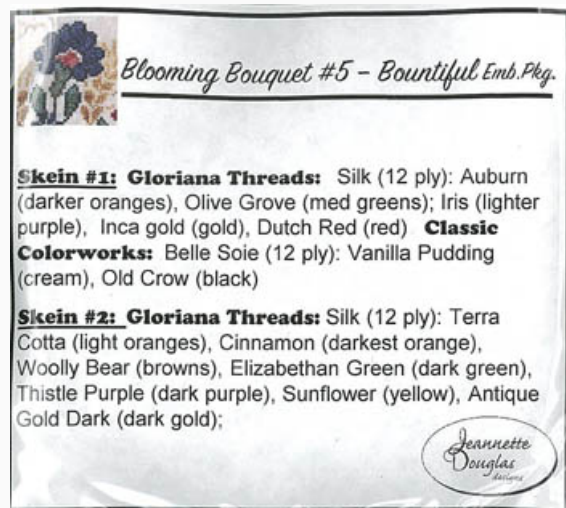 Blooming Bouquet #5 – Bountiful Emb.Pkg.
Skein #1: Gloriana Threads: Silk (12 ply): Auburn
(darker oranges), Olive Grove (med greens); Iris (lighter
purple), Inca gold (gold), Dutch Red (red) Classic
Colorworks: Belle Soie (12 ply): Vanilla Pudding
(cream), Old Crow (black)
Skein #2: Gloriana Threads: Silk (12 ply): Terra
Cotta (light oranges), Cinnamon (darkest orange),
Woolly Bear (browns), Elizabethan Green (dark green),
Thistle Purple (dark purple), Sunflower (yellow), Antique
Gold Dark (dark gold);
Jeannette
Douglas
designs